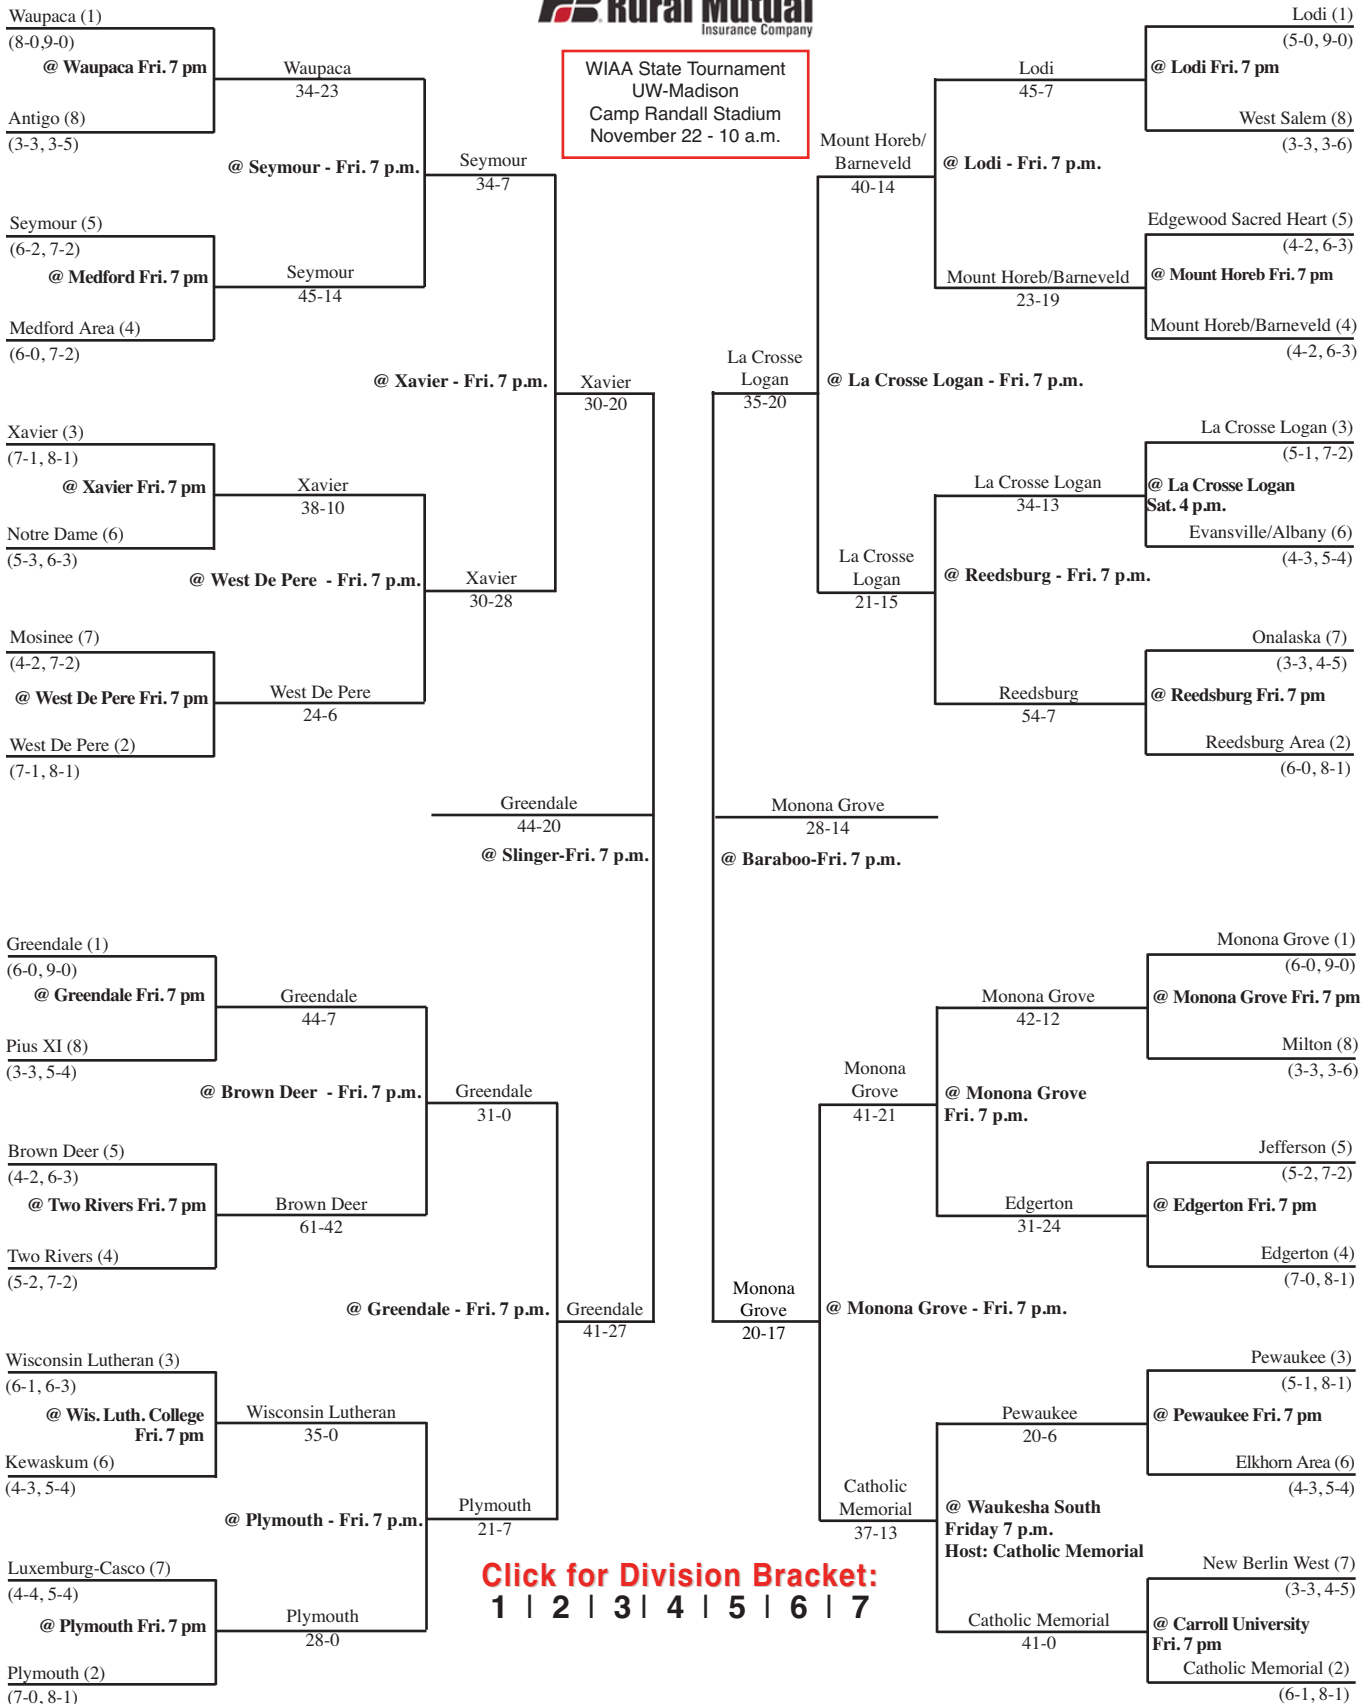 Rural Mutual
Insurance Company
WIAA State Tournament
UW-Madison
Camp Randall Stadium
November 22 - 10 a.m.
Waupaca (1)
(8-0,9-0)
@ Waupaca Fri. 7 pm
Antigo (8)
(3-3, 3-5)
Waupaca
34-23
@ Seymour - Fri. 7 p.m.
Seymour
34-7
Seymour (5)
(6-2, 7-2)
@ Medford Fri. 7 pm
Medford Area (4)
(6-0, 7-2)
Seymour
45-14
@ Xavier - Fri. 7 p.m.
Xavier
30-20
Xavier (3)
(7-1, 8-1)
@ Xavier Fri. 7 pm
Notre Dame (6)
(5-3, 6-3)
Xavier
38-10
@ West De Pere - Fri. 7 p.m.
Xavier
30-28
Mosinee (7)
(4-2, 7-2)
@ West De Pere Fri. 7 pm
West De Pere (2)
(7-1, 8-1)
West De Pere
24-6
Greendale
44-20
@ Slinger-Fri. 7 p.m.
Greendale (1)
(6-0, 9-0)
@ Greendale Fri. 7 pm
Pius XI (8)
(3-3, 5-4)
Greendale
44-7
@ Brown Deer - Fri. 7 p.m.
Greendale
31-0
Brown Deer (5)
(4-2, 6-3)
@ Two Rivers Fri. 7 pm
Two Rivers (4)
(5-2, 7-2)
Brown Deer
61-42
@ Greendale - Fri. 7 p.m.
Greendale
41-27
Wisconsin Lutheran (3)
(6-1, 6-3)
@ Wis. Luth. College
Fri. 7 pm
Kewaskum (6)
(4-3, 5-4)
Wisconsin Lutheran
35-0
@ Plymouth - Fri. 7 p.m.
Plymouth
21-7
Luxemburg-Casco (7)
(4-4, 5-4)
@ Plymouth Fri. 7 pm
Plymouth (2)
(7-0, 8-1)
Plymouth
28-0
Lodi (1)
(5-0, 9-0)
@ Lodi Fri. 7 pm
West Salem (8)
(3-3, 3-6)
Lodi
45-7
Mount Horeb/
Barneveld
40-14
@ Lodi - Fri. 7 p.m.
Edgewood Sacred Heart (5)
(4-2, 6-3)
@ Mount Horeb Fri. 7 pm
Mount Horeb/Barneveld (4)
(4-2, 6-3)
Mount Horeb/Barneveld
23-19
La Crosse
Logan
35-20
@ La Crosse Logan - Fri. 7 p.m.
La Crosse Logan (3)
(5-1, 7-2)
@ La Crosse Logan
Sat. 4 p.m.
Evansville/Albany (6)
(4-3, 5-4)
La Crosse Logan
34-13
La Crosse
Logan
21-15
@ Reedsburg - Fri. 7 p.m.
Onalaska (7)
(3-3, 4-5)
@ Reedsburg Fri. 7 pm
Reedsburg Area (2)
(6-0, 8-1)
Reedsburg
54-7
Monona Grove
28-14
@ Baraboo-Fri. 7 p.m.
Monona Grove (1)
(6-0, 9-0)
@ Monona Grove Fri. 7 pm
Milton (8)
(3-3, 3-6)
Monona Grove
42-12
Monona
Grove
41-21
@ Monona Grove
Fri. 7 p.m.
Jefferson (5)
(5-2, 7-2)
@ Edgerton Fri. 7 pm
Edgerton (4)
(7-0, 8-1)
Edgerton
31-24
Monona
Grove
20-17
@ Monona Grove - Fri. 7 p.m.
Pewaukee (3)
(5-1, 8-1)
@ Pewaukee Fri. 7 pm
Elkhorn Area (6)
(4-3, 5-4)
Pewaukee
20-6
Catholic
Memorial
37-13
@ Waukesha South
Friday 7 p.m.
Host: Catholic Memorial
New Berlin West (7)
(3-3, 4-5)
@ Carroll University
Fri. 7 pm
Catholic Memorial (2)
(6-1, 8-1)
Catholic Memorial
41-0
Click for Division Bracket:
1 | 2 | 3 | 4 | 5 | 6 | 7